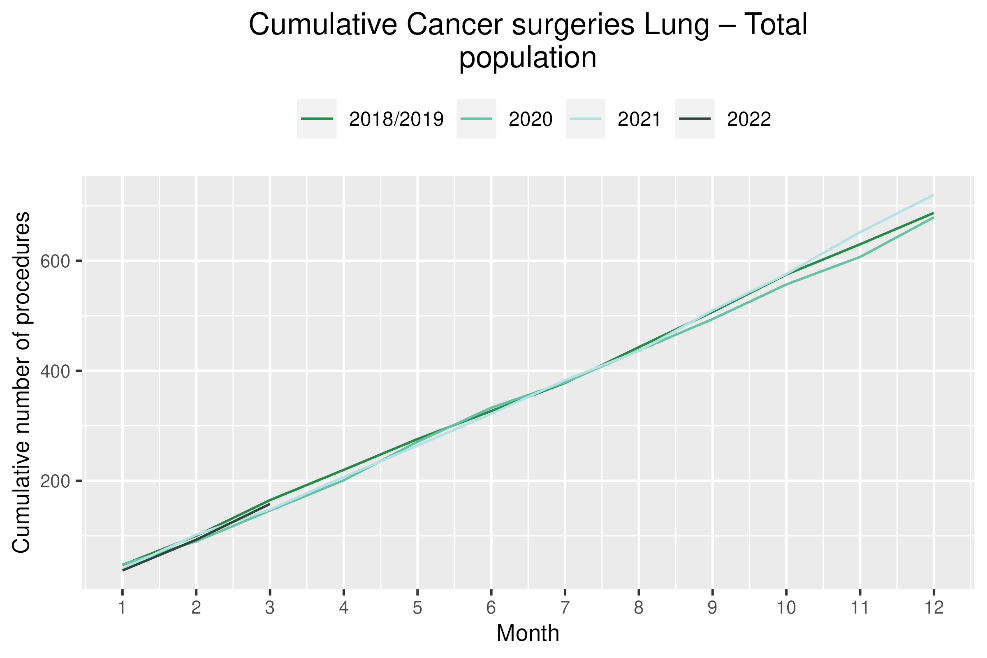 Cumulative Cancer surgeries Lung – Total
population
2018/2019 2020 2021 2022
Cumulative number of procedures
600
400
200
1 2 3 4 5 6 7 8 9 10 11 12
Month